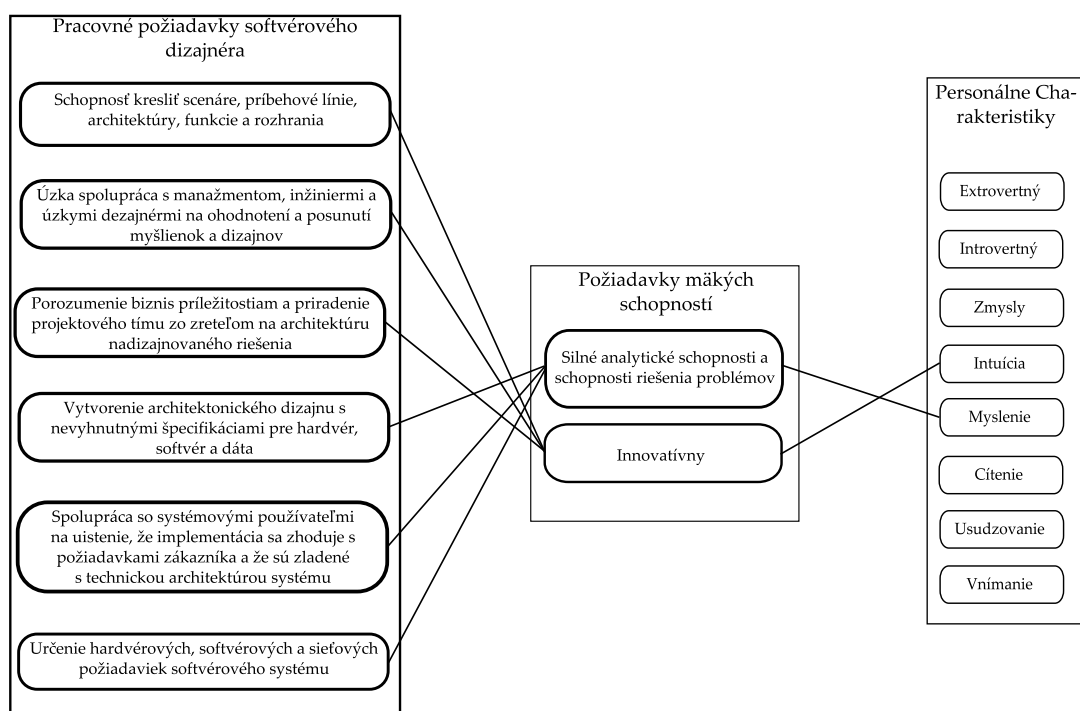 Pracovné požiadavky softvérového
dizajnéra
Schopnosť kresliť scenáre, príbehové línie,
architektúry, funkcie a rozhrania
Úzka spolupráca s manažmentom, inžiniermi a
úzkymi dezajnérmi na ohodnotení a posunutí
myšlienok a dizajnov
Porozumenie biznis príležitostiam a priradenie
projektového tímu zo zreteľom na architektúru
nadizajnovaného riešenia
Vytvorenie architektonického dizajnu s
nevyhnutnými špecifikáciami pre hardvér,
softvér a dáta
Spolupráca so systémovými používateľmi
na uistenie, že implementácia sa zhoduje s
požiadavkami zákazníka a že sú zladené
s technickou architektúrou systému
Určenie hardvérových, softvérových a sieťových
požiadaviek softvérového systému
Požiadavky mäkých
schopností
Silné analytické schopnosti a
schopnosti riešenia problémov
Innovatívny
Personálne Cha-
rakteristiky
Extrovertný
Introvertný
Zmysly
Intuícia
Myslenie
Cítenie
Usudzovanie
Vnímanie